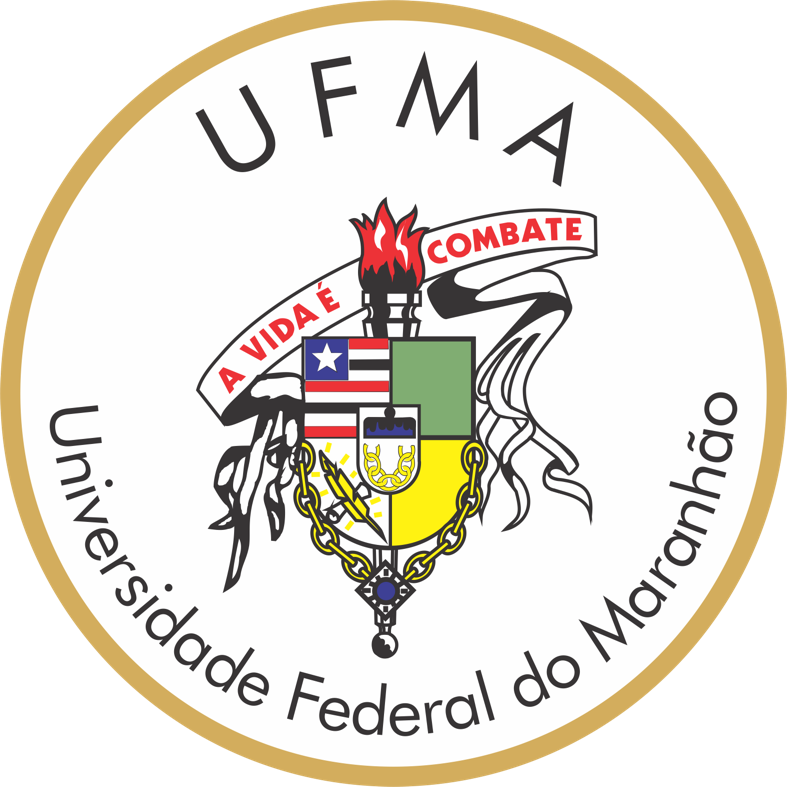 UFMA
A VIDA É COMBATE
Universidade Federal do Maranhão